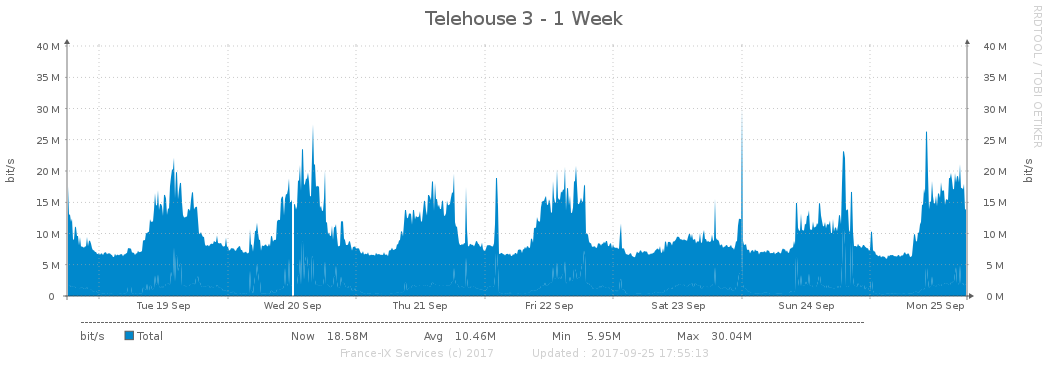 Telehouse 3 - 1 Week
RRDTOOL / TOBI OETIKER
40 M 40 M
35 M 35 M
30 M 30 M
25 M 25 M
20 M 20 M
15 M 15 M
10 M 10 M
5 M 5 M
0 0 M
bit/s
bit/s
Tue 19 Sep Wed 20 Sep Thu 21 Sep Fri 22 Sep Sat 23 Sep Sun 24 Sep Mon 25 Sep
bit/s Total Now 18.58M Avg 10.46M Min 5.95M Max 30.04M
France-IX Services (c) 2017 Updated : 2017-09-25 17:55:13